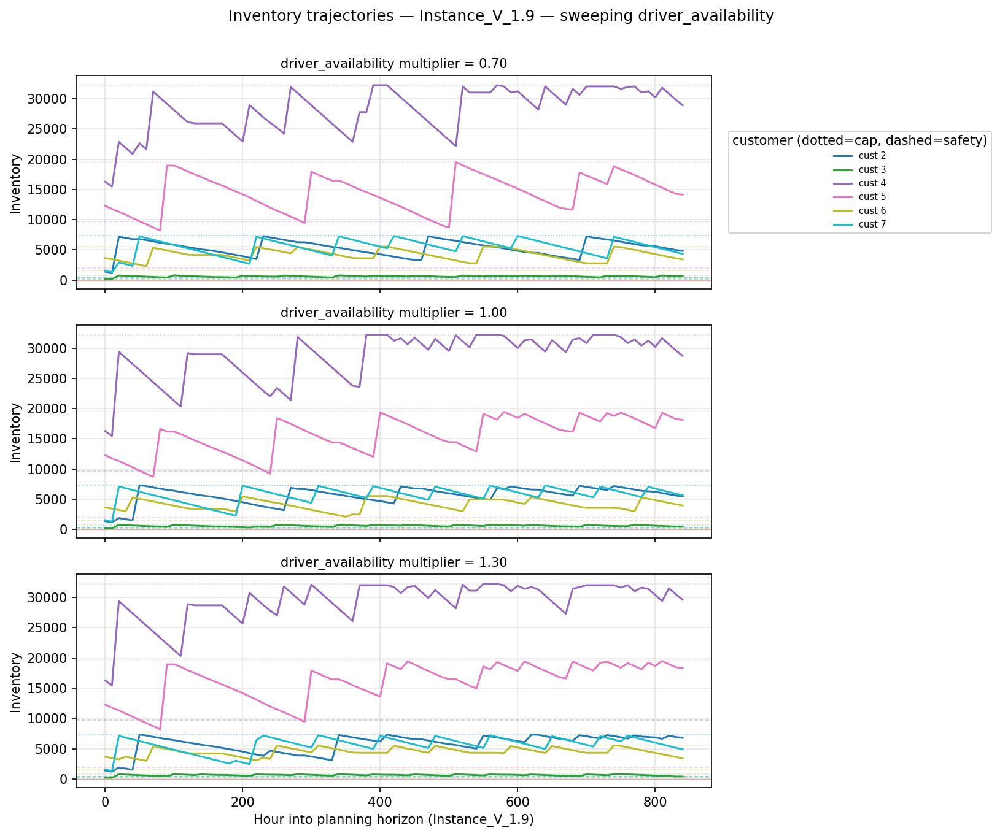 Inventory trajectories — Instance_V_1.9 — sweeping driver_availability
driver_availability multiplier = 0.70
30000
25000
20000
15000
10000
5000
0
Inventory
customer (dotted=cap, dashed=safety)
cust 2
cust 3
cust 4
cust 5
cust 6
cust 7
driver_availability multiplier = 1.00
30000
25000
20000
15000
10000
5000
0
Inventory
driver_availability multiplier = 1.30
30000
25000
20000
15000
10000
5000
0
Inventory
0 200 400 600 800
Hour into planning horizon (Instance_V_1.9)